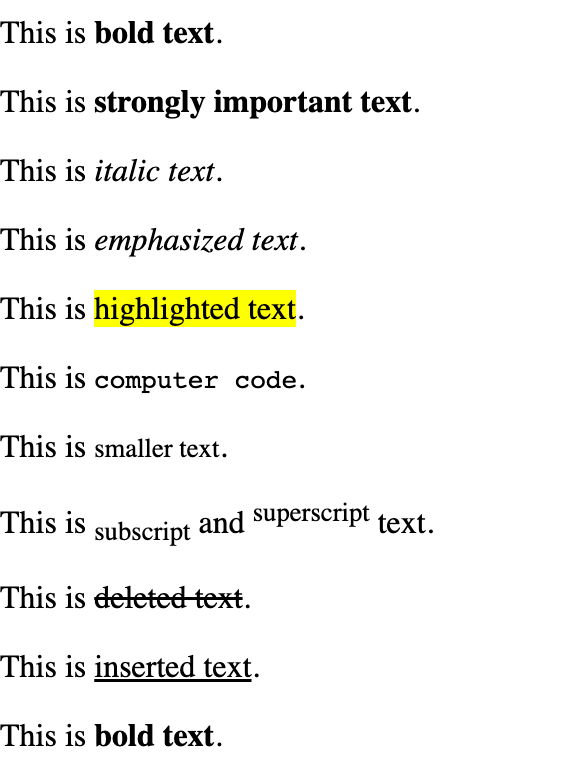 This is bold text.
This is strongly important text.
This is italic text.
This is emphasized text.
This is highlighted text.
This is computer code.
This is smaller text.
This is subscript and superscript text.
This is deleted text.
This is inserted text.
This is bold text.